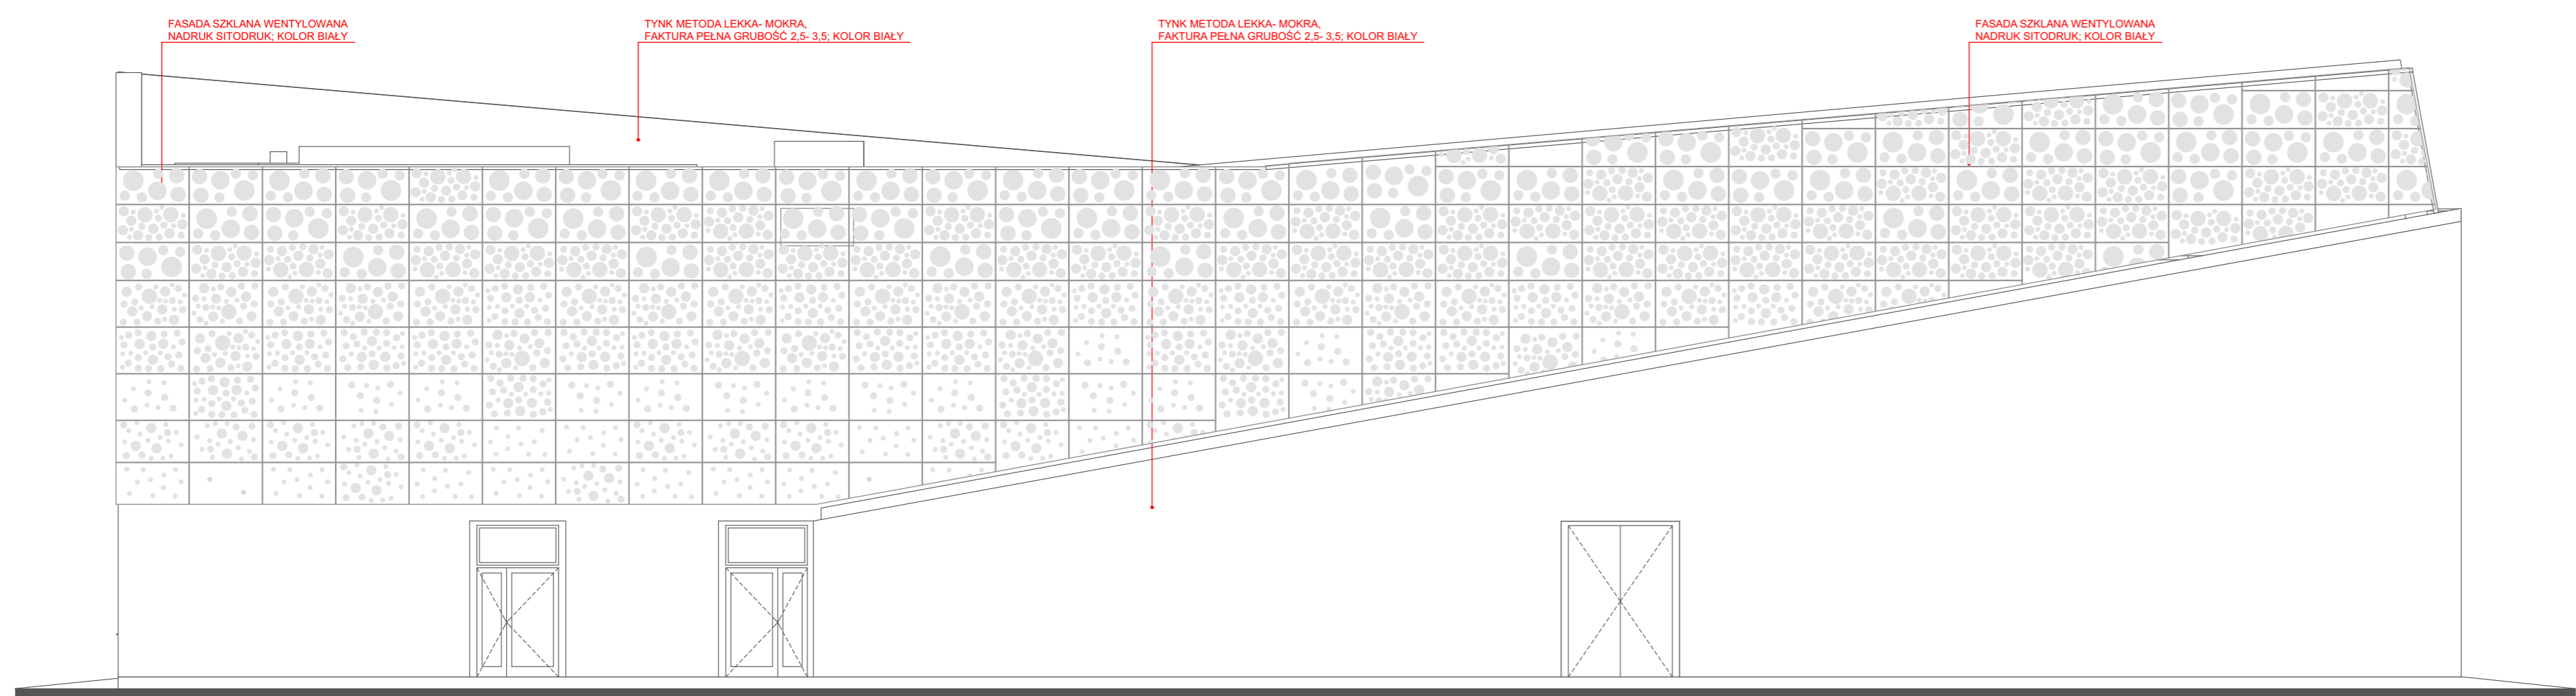 FASADA SZKLANA WENTYLOWANA
NADRUK SITODRUK; KOLOR BIAŁY
TYNK METODA LEKKA- MOKRA,
FAKTURA PEŁNA GRUBOŚĆ 2,5- 3,5; KOLOR BIAŁY
TYNK METODA LEKKA- MOKRA,
FAKTURA PEŁNA GRUBOŚĆ 2,5- 3,5; KOLOR BIAŁY
FASADA SZKLANA WENTYLOWANA
NADRUK SITODRUK; KOLOR BIAŁY